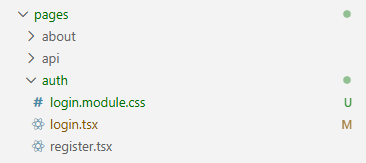 pages
about
api
auth
# login.module.css U
login.tsx M
register.tsx